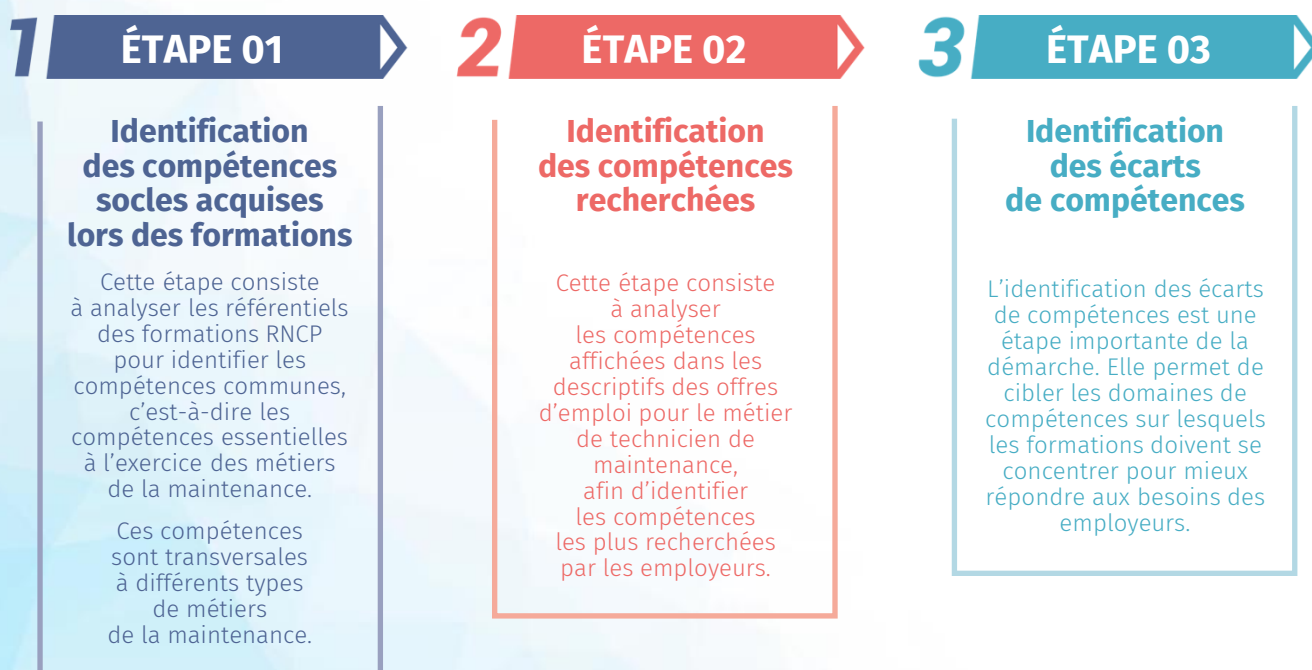 1 ÉTAPE 01
Identification
des compétences
socles acquises
lors des formations
Cette étape consiste
à analyser les référentiels
des formations RNCP
pour identifier les
compétences communes,
c’est-à-dire les
compétences essentielles
à l’exercice des métiers
de la maintenance.
Ces compétences
sont transversales
à différents types
de métiers
de la maintenance.
2 ÉTAPE 02
Identification
des compétences
recherchées
Cette étape consiste
à analyser
les compétences
affichées dans les
descriptifs des offres
d’emploi pour le métier
de technicien de
maintenance,
afin d’identifier
les compétences
les plus recherchées
par les employeurs.
3 ÉTAPE 03
Identification
des écarts
de compétences
L’identification des écarts
de compétences est une
étape importante de la
démarche. Elle permet de
cibler les domaines de
compétences sur lesquels
les formations doivent se
concentrer pour mieux
répondre aux besoins des
employeurs.